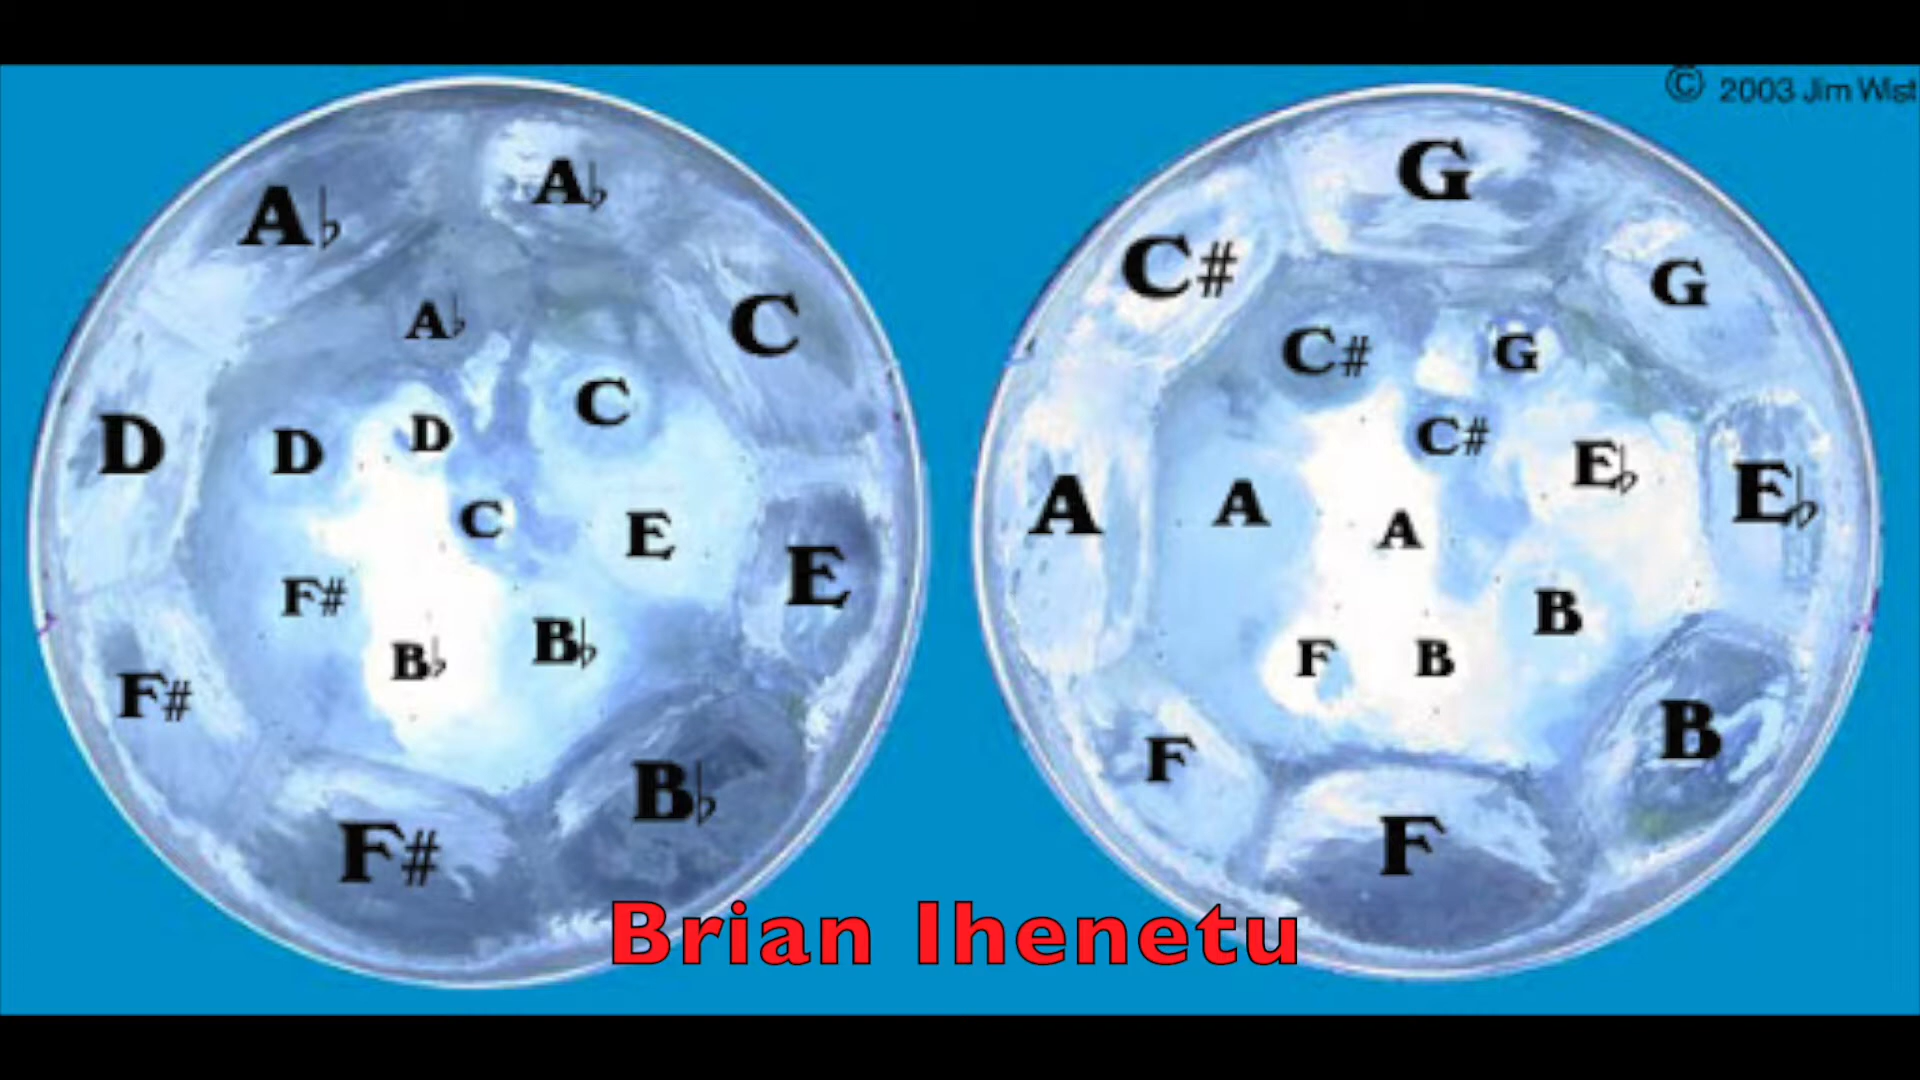 © 2003 Jim Wist
A♭ A♭
A♭ C
D D D C
C E
F# E
F# B♭ B♭
F# B♭
G
C# G
C# G
C# E♭ E♭
A A A
F B B
F B
F
Brian Ihenetu